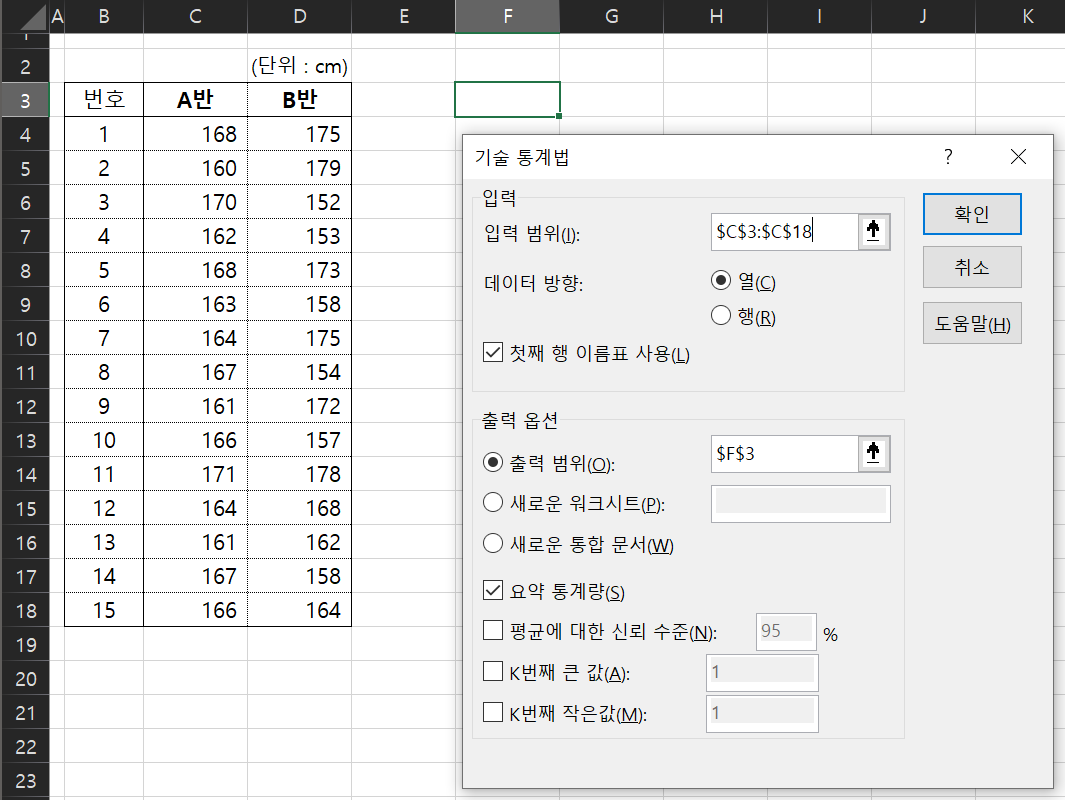 A B C D E F G H I J K
1
2 (단위 : cm)
3 번호 A반 B반
4 1 168 175
5 2 160 179
6 3 170 152
7 4 162 153
8 5 168 173
9 6 163 158
10 7 164 175
11 8 167 154
12 9 161 172
13 10 166 157
14 11 171 178
15 12 164 168
16 13 161 162
17 14 167 158
18 15 166 164
19
20
21
22
23
기술 통계법 ?
입력
입력 범위(I): $C$3:$C$18
데이터 방향: 열(C)
행(R)
첫째 행 이름표 사용(L)
확인
취소
도움말(H)
출력 옵션
출력 범위(O): $F$3
새로운 워크시트(P):
새로운 통합 문서(W)
요약 통계량(S)
평균에 대한 신뢰 수준(N): 95 %
K번째 큰 값(A): 1
K번째 작은값(M): 1